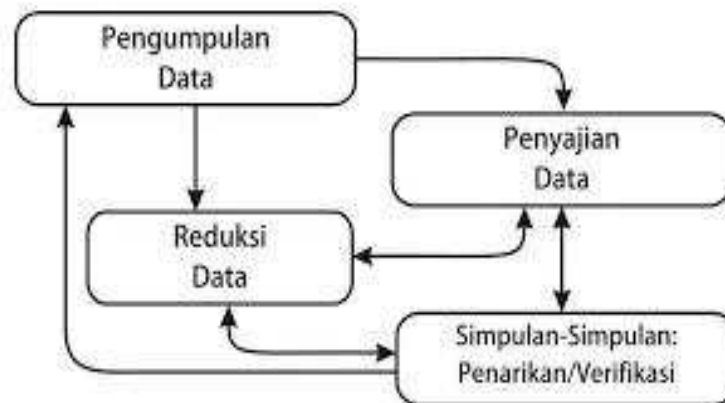 Pengumpulan
Data
Penyajian
Data
Reduksi
Data
Simpulan-Simpulan:
Penarikan/Verifikasi